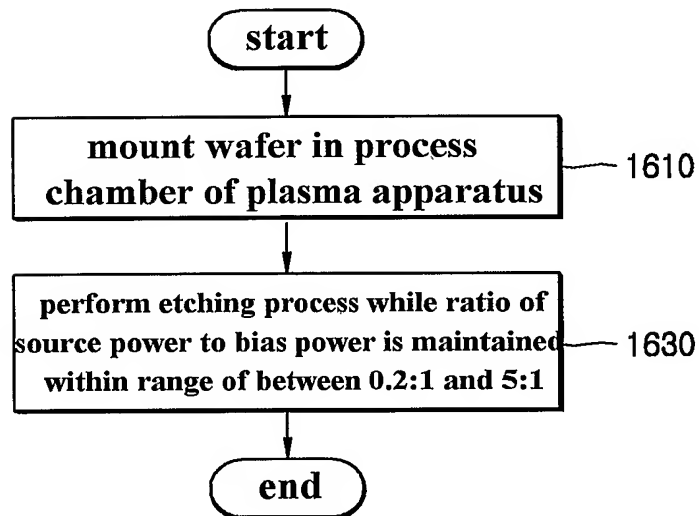 start
mount wafer in process
chamber of plasma apparatus
1610
perform etching process while ratio of
source power to bias power is maintained
within range of between 0.2:1 and 5:1
1630
end